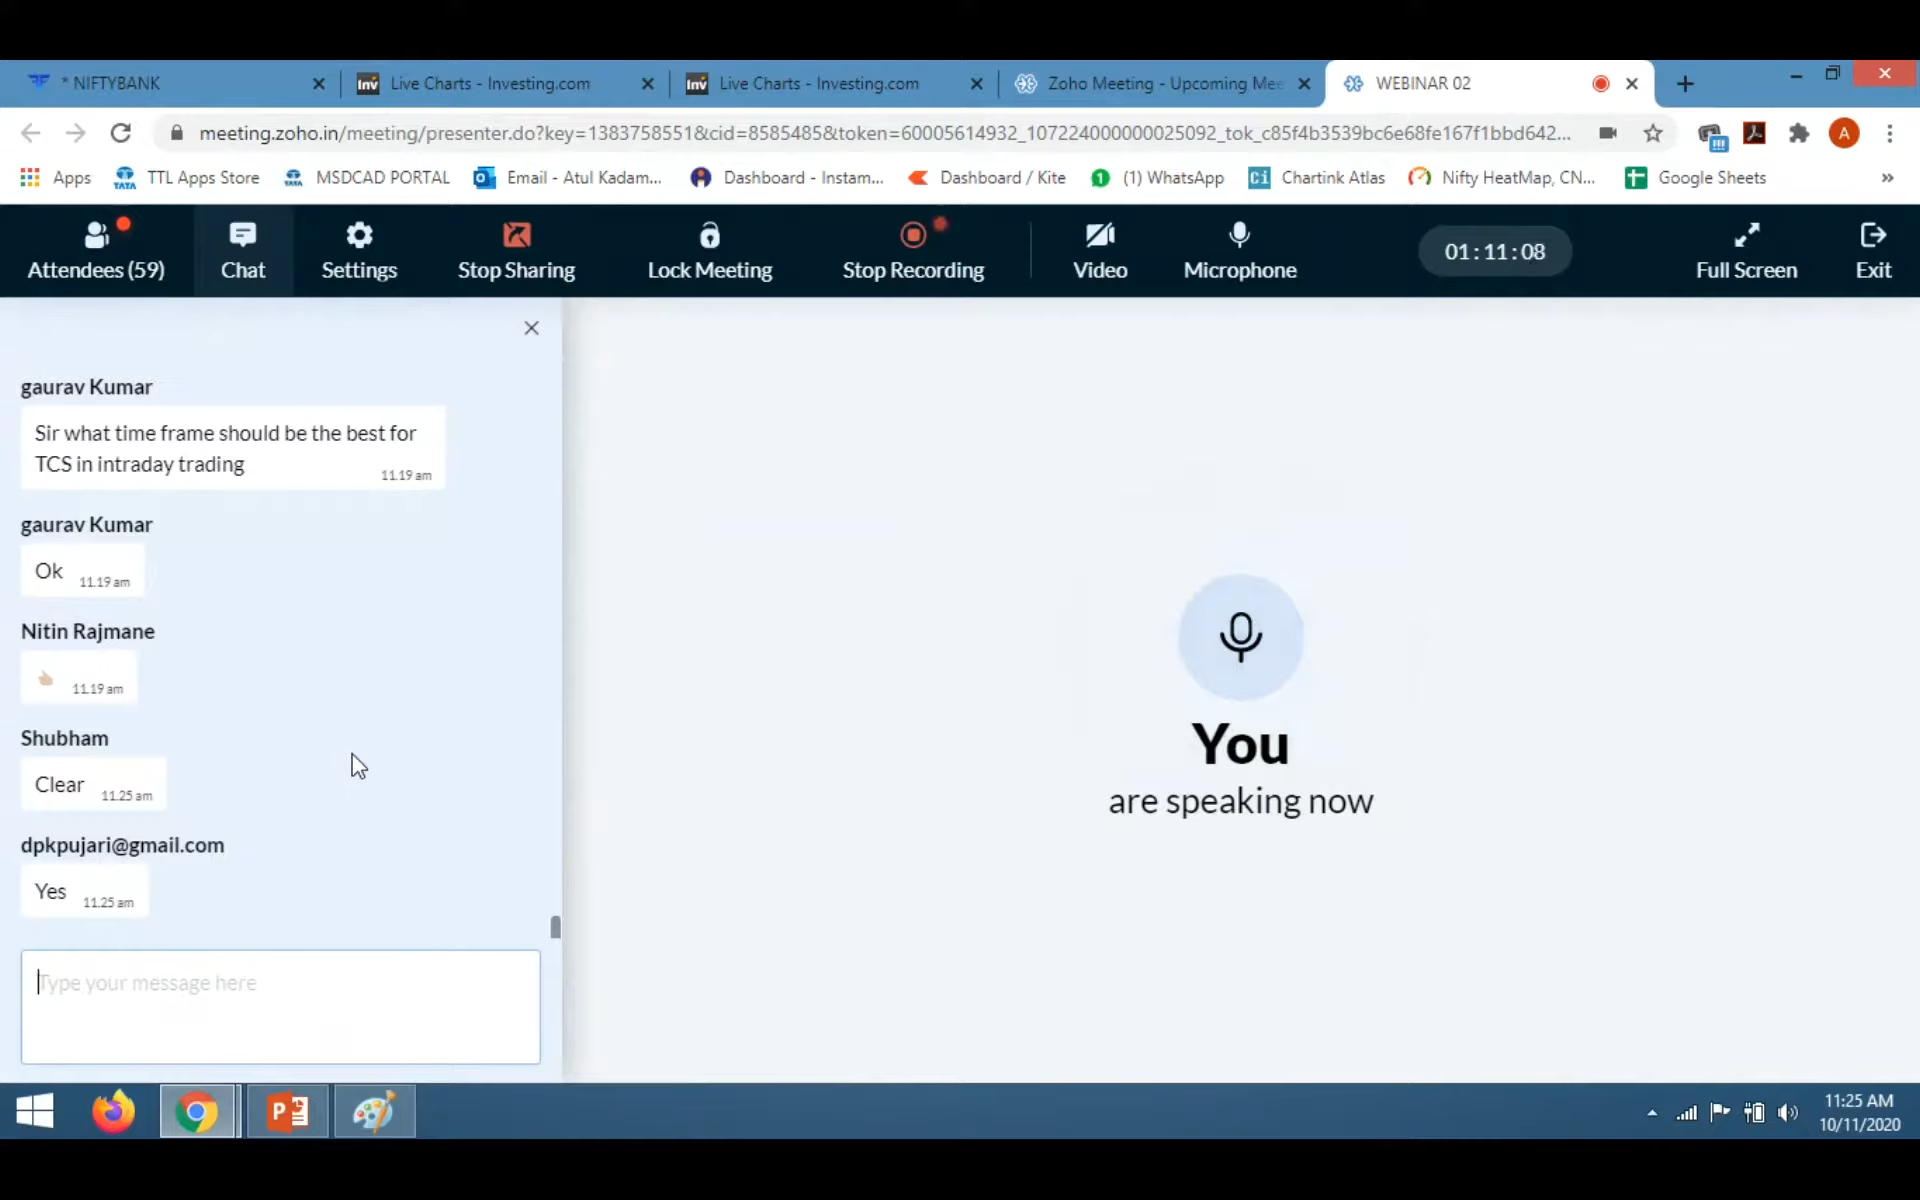 * NIFTYBANK
Inv Live Charts - Investing.com
Inv Live Charts - Investing.com
Zoho Meeting - Upcoming Mee
WEBINAR 02
meeting.zoho.in/meeting/presenter.do?key=1383758551&cid=8585485&token=60005614932_107224000000025092_tok_c85f4b3539bc6e68fe167f1bbd642...
A
Apps
TATA TTL Apps Store
TATA MSDCAD PORTAL
Email - Atul Kadam...
Dashboard - Instam...
Dashboard / Kite
1 (1) WhatsApp
Ci Chartink Atlas
Nifty HeatMap, CN...
Google Sheets
»
Attendees (59)
Chat
Settings
Stop Sharing
Lock Meeting
Stop Recording
Video
Microphone
01:11:08
Full Screen
Exit
gaurav Kumar
Sir what time frame should be the best for
TCS in intraday trading
11.19 am
gaurav Kumar
Ok 11.19 am
Nitin Rajmane
11.19 am
Shubham
Clear 11.25 am
dpkpujari@gmail.com
Yes 11.25 am
Type your message here
You
are speaking now
11:25 AM
10/11/2020